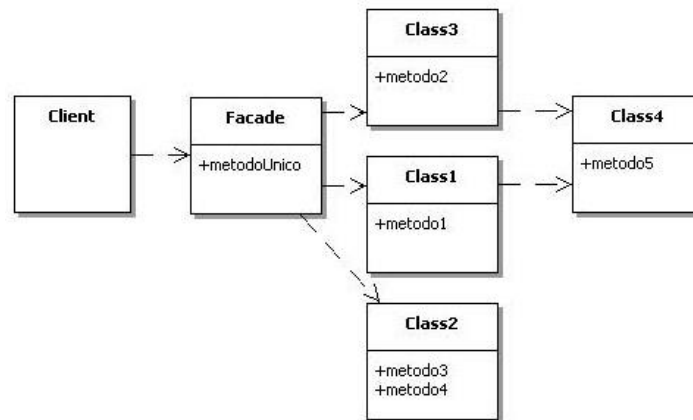 Client
Facade
+metodoUnico
Class3
+metodo2
Class1
+metodo1
Class2
+metodo3
+metodo4
Class4
+metodo5